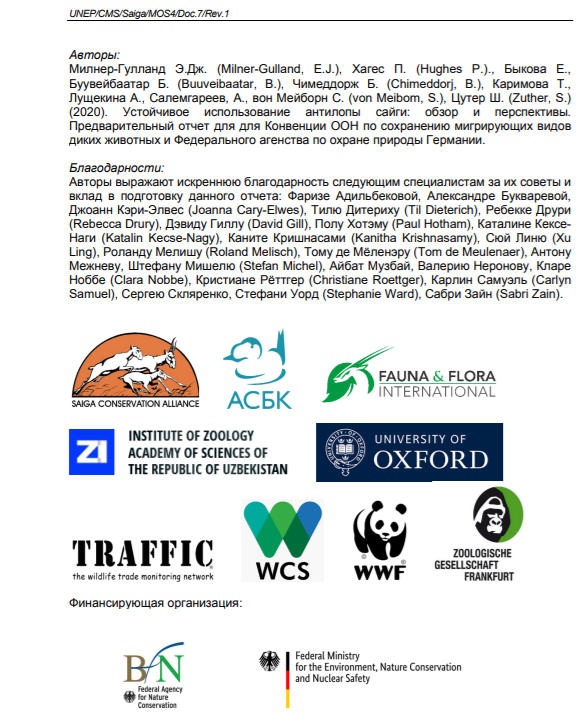 UNEP/CMS/Saiga/MOS4/Doc.7/Rev.1
Авторы:
Милнер-Гулланд Э.Дж. (Milner-Gulland, E.J.), Хагес П. (Hughes P.)., Быкова Е.,
Буувейбаатар Б. (Buuveibaatar, B.), Чимеддорж Б. (Chimeddorj, B.), Каримова Т.,
Лущекина А., Салемгареев, А., вон Мейборн С. (von Meibom, S.), Цутер Ш. (Zuther, S.)
(2020). Устойчивое использование антилопы сайги: обзор и перспективы.
Предварительный отчет для для Конвенции ООН по сохранению мигрирующих видов
диких животных и Федерального агенства по охране природы Германии.
Благодарности:
Авторы выражают искреннюю благодарность следующим специалистам за их советы и
вклад в подготовку данного отчета: Фаризе Адильбековой, Александре Букваревой,
Джоанн Кэри-Элвес (Joanna Cary-Elwes), Тилю Дитериху (Til Dieterich), Ребекке Друри
(Rebecca Drury), Дэвиду Гиллу (David Gill), Полу Хотэму (Paul Hotham), Каталине Кексе-
Наги (Katalin Kecse-Nagy), Каните Кришнасами (Kanitha Krishnasamy), Сюй Линю (Xu
Ling), Роланду Мелишу (Roland Melisch), Тому де Мёленэру (Tom de Meulenaer), Антону
Межневу, Штефану Мишелю (Stefan Michel), Айбат Музбай, Валерию Неронову, Кларе
Ноббе (Clara Nobbe), Кристиане Рёттгер (Christiane Roettger), Карлин Самуэль (Carlyn
Samuel), Сергею Скляренко, Стефани Уорд (Stephanie Ward), Сабри Зайн (Sabri Zain).
SAIGA CONSERVATION ALLIANCE
АСБК
FAUNA & FLORA
INTERNATIONAL
ZI
INSTITUTE OF ZOOLOGY
ACADEMY OF SCIENCES OF
THE REPUBLIC OF UZBEKISTAN
UNIVERSITY OF
OXFORD
TRAFFIC
the wildlife trade monitoring network
WCS
WWF
ZOOLOGISCHE
GESELLSCHAFT
FRANKFURT
Финансирующая организация:
BfN
Federal Agency
for Nature
Conservation
Federal Ministry
for the Environment, Nature Conservation
and Nuclear Safety